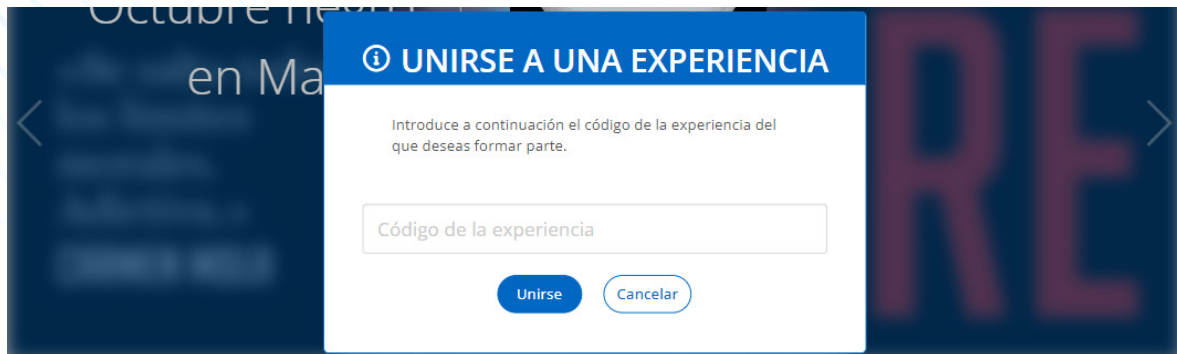 Octubre negro
en Ma
UNIRSE A UNA EXPERIENCIA
Introduce a continuación el código de la experiencia del
que deseas formar parte.
Código de la experiencia
Unirse
Cancelar
RE